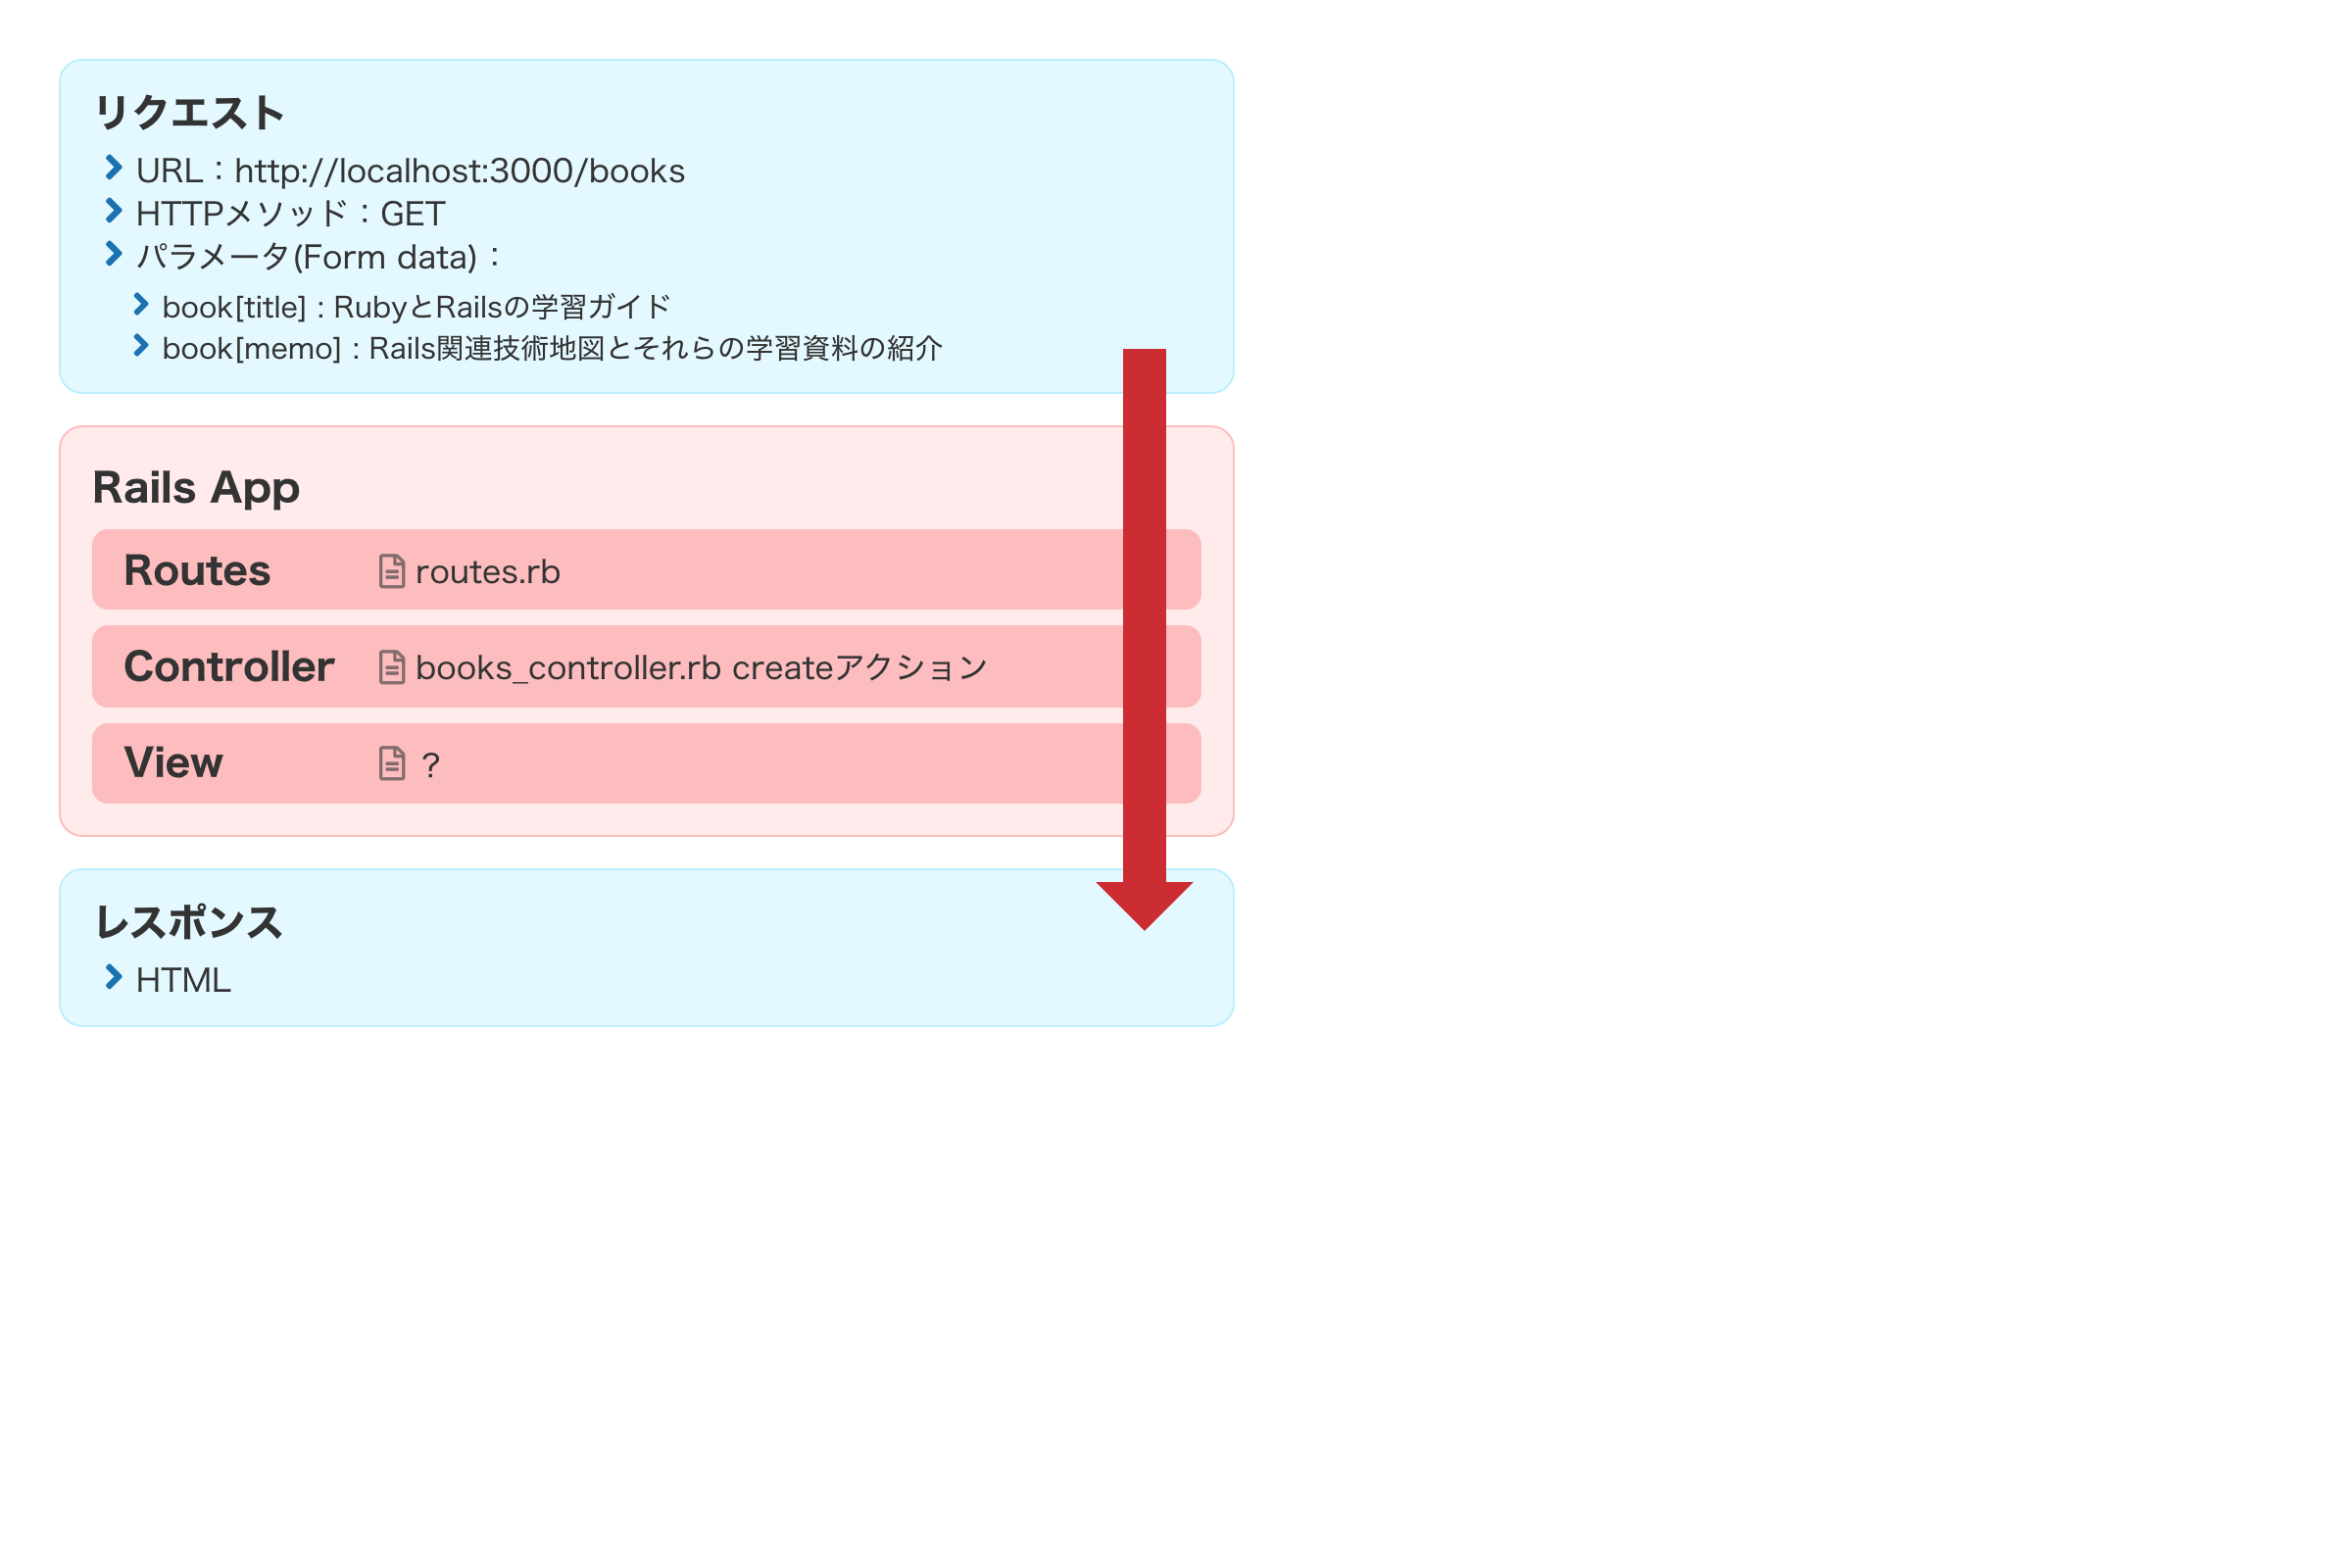 リクエスト
URL：http://localhost:3000/books
HTTPメソッド：GET
パラメータ(Form data)：
book[title] : RubyとRailsの学習ガイド
book[memo] : Rails関連技術地図とそれらの学習資料の紹介
Rails App
Routes routes.rb
Controller books_controller.rb createアクション
View ？
レスポンス
HTML